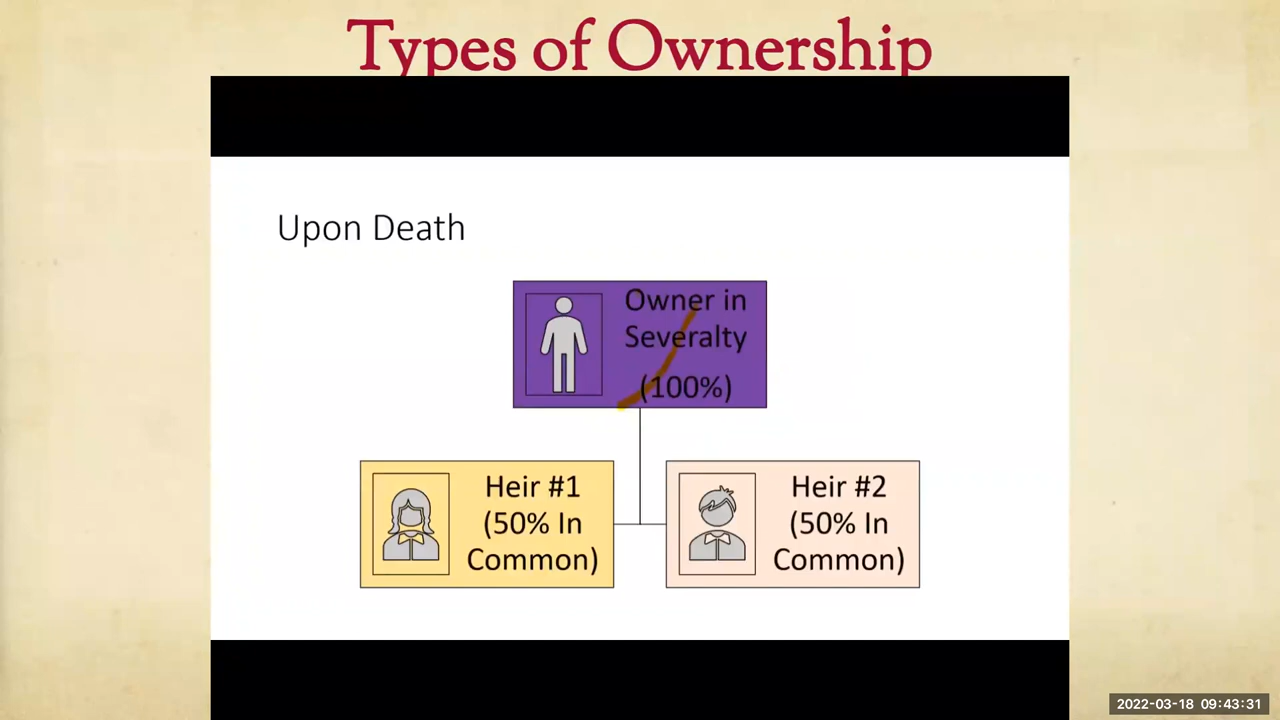 Types of Ownership
Upon Death
Owner in
Severalty
(100%)
Heir #1
(50% In
Common)
Heir #2
(50% In
Common)
2022-03-18 09:43:31